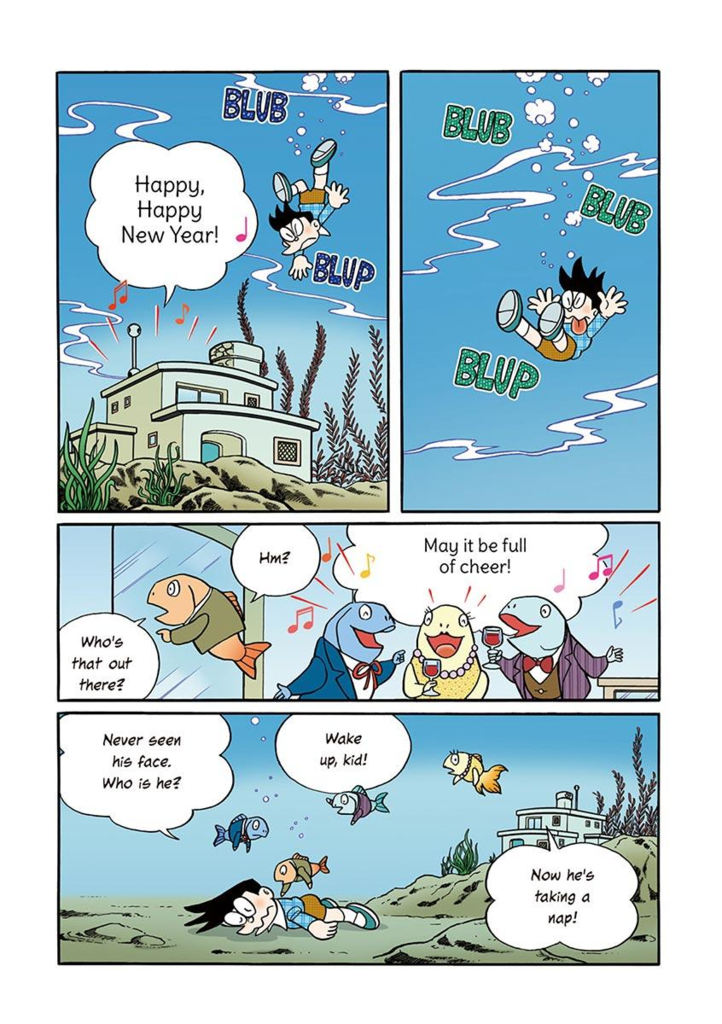 BLUB
Happy,
Happy
New Year!
BLUP
BLUB
BLUB
BLUP
Hm?
Who's
that out
there?
May it be full
of cheer!
Never seen
his face.
Who is he?
Wake
up, kid!
Now he's
taking a
nap!